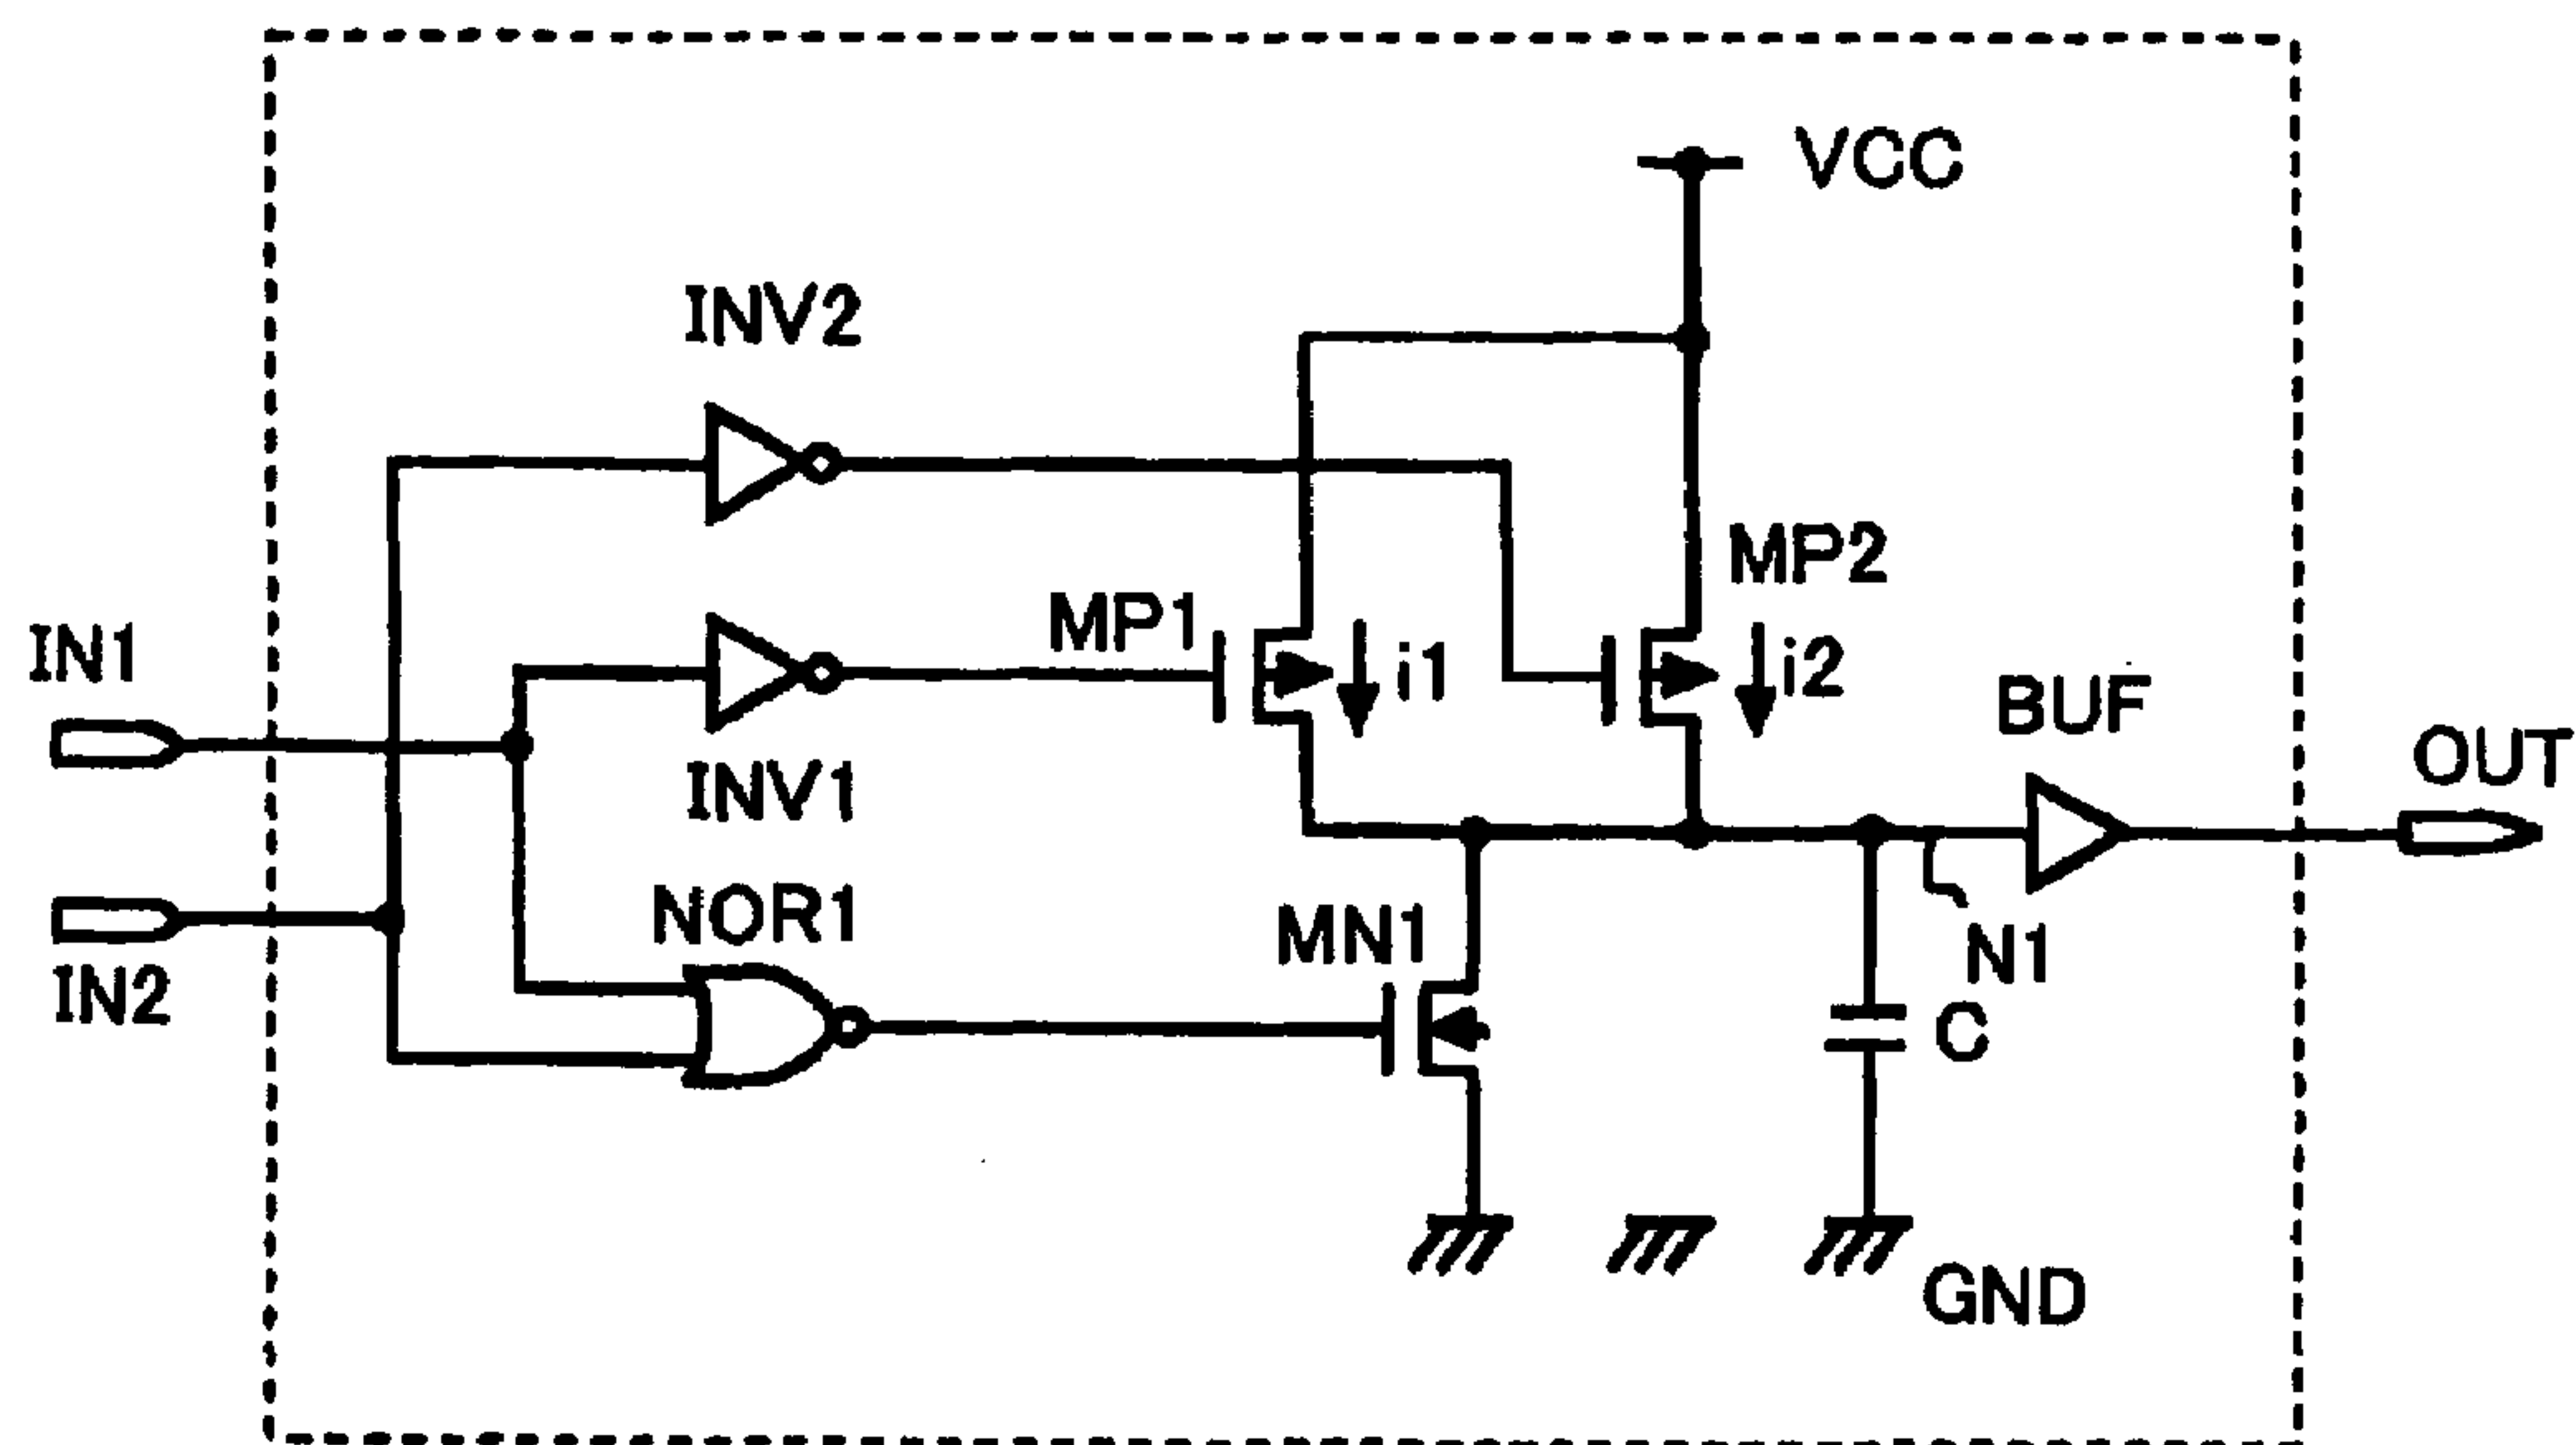 VCC
INV2
MP2
IN1
MP1
i1
i2
BUF
OUT
INV1
NOR1
MN1
N1
IN2
C
GND